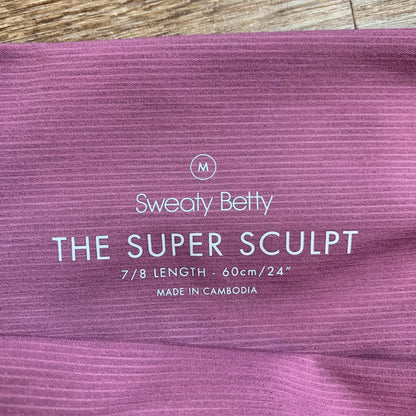 M
Sweaty Betty
THE SUPER SCULPT
7/8 LENGTH - 60cm/24"
MADE IN CAMBODIA